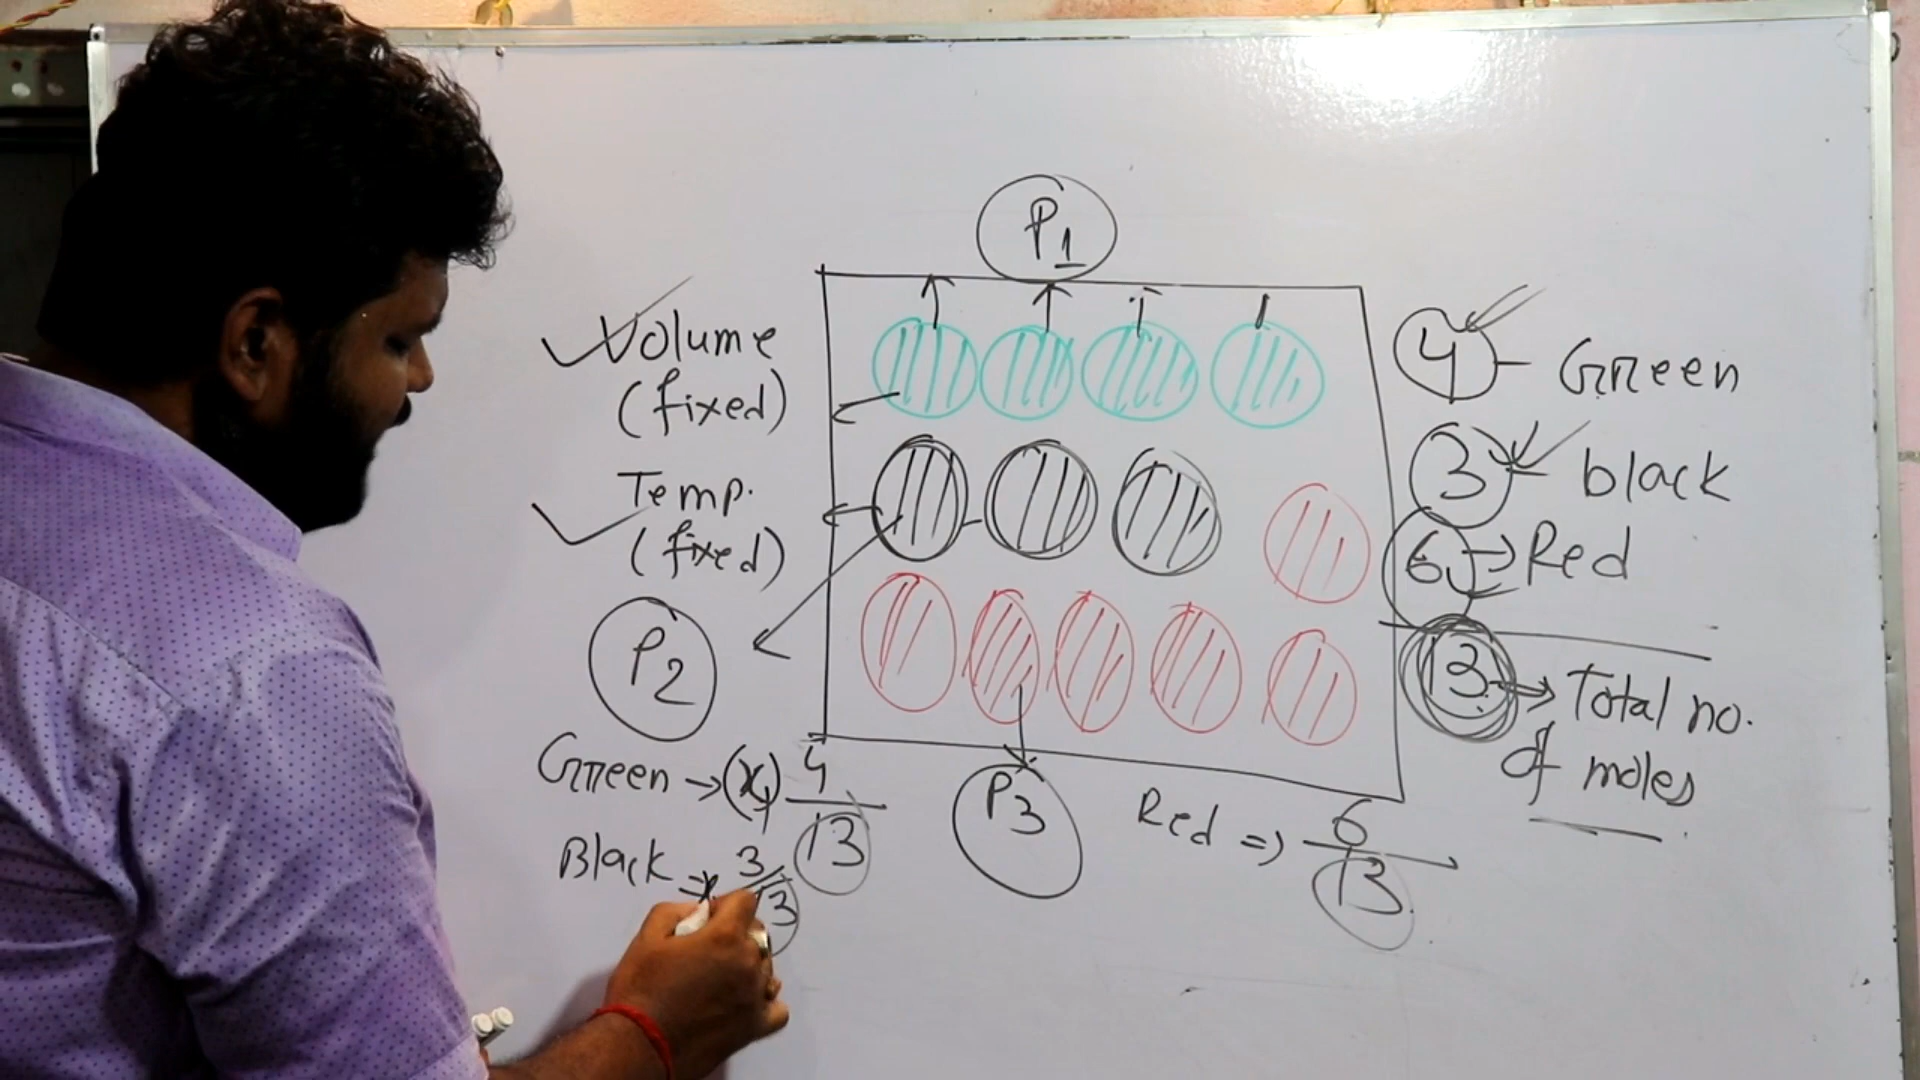 P1
Volume
(fixed)
Temp.
(fixed)
P2
4 - Green
3 - black
6 → Red
13 → Total no.
of moles
Green → (x1) 4/13
Black → x 3/13
P3
Red => 6/13